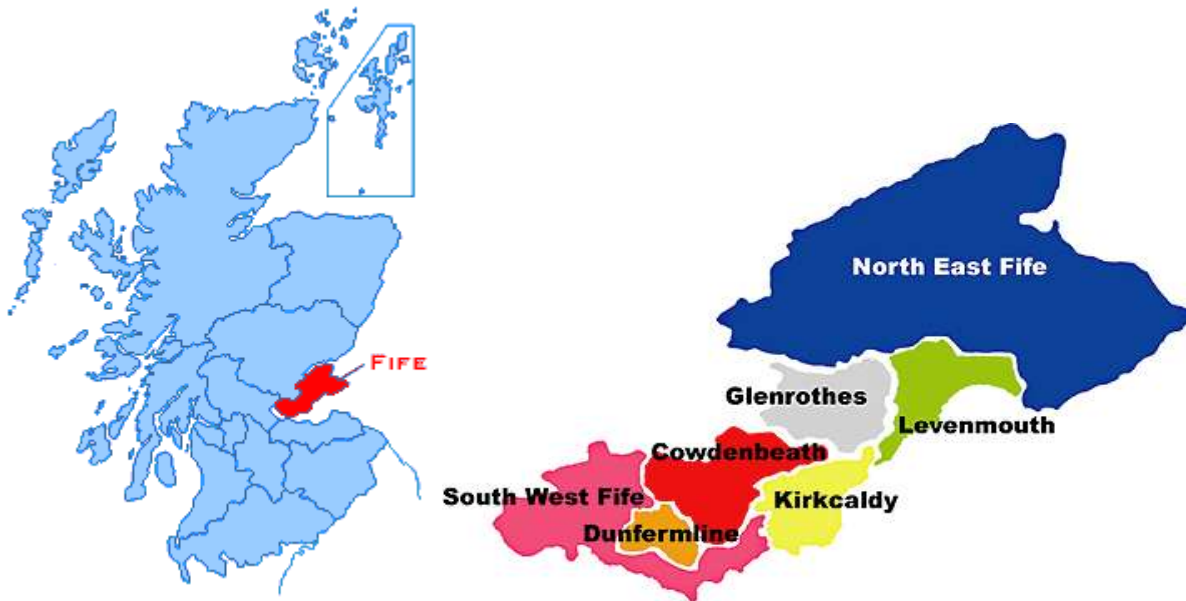 FIFE
North East Fife
Glenrothes
Levenmouth
Cowdenbeath
South West Fife
Kirkcaldy
Dunfermline